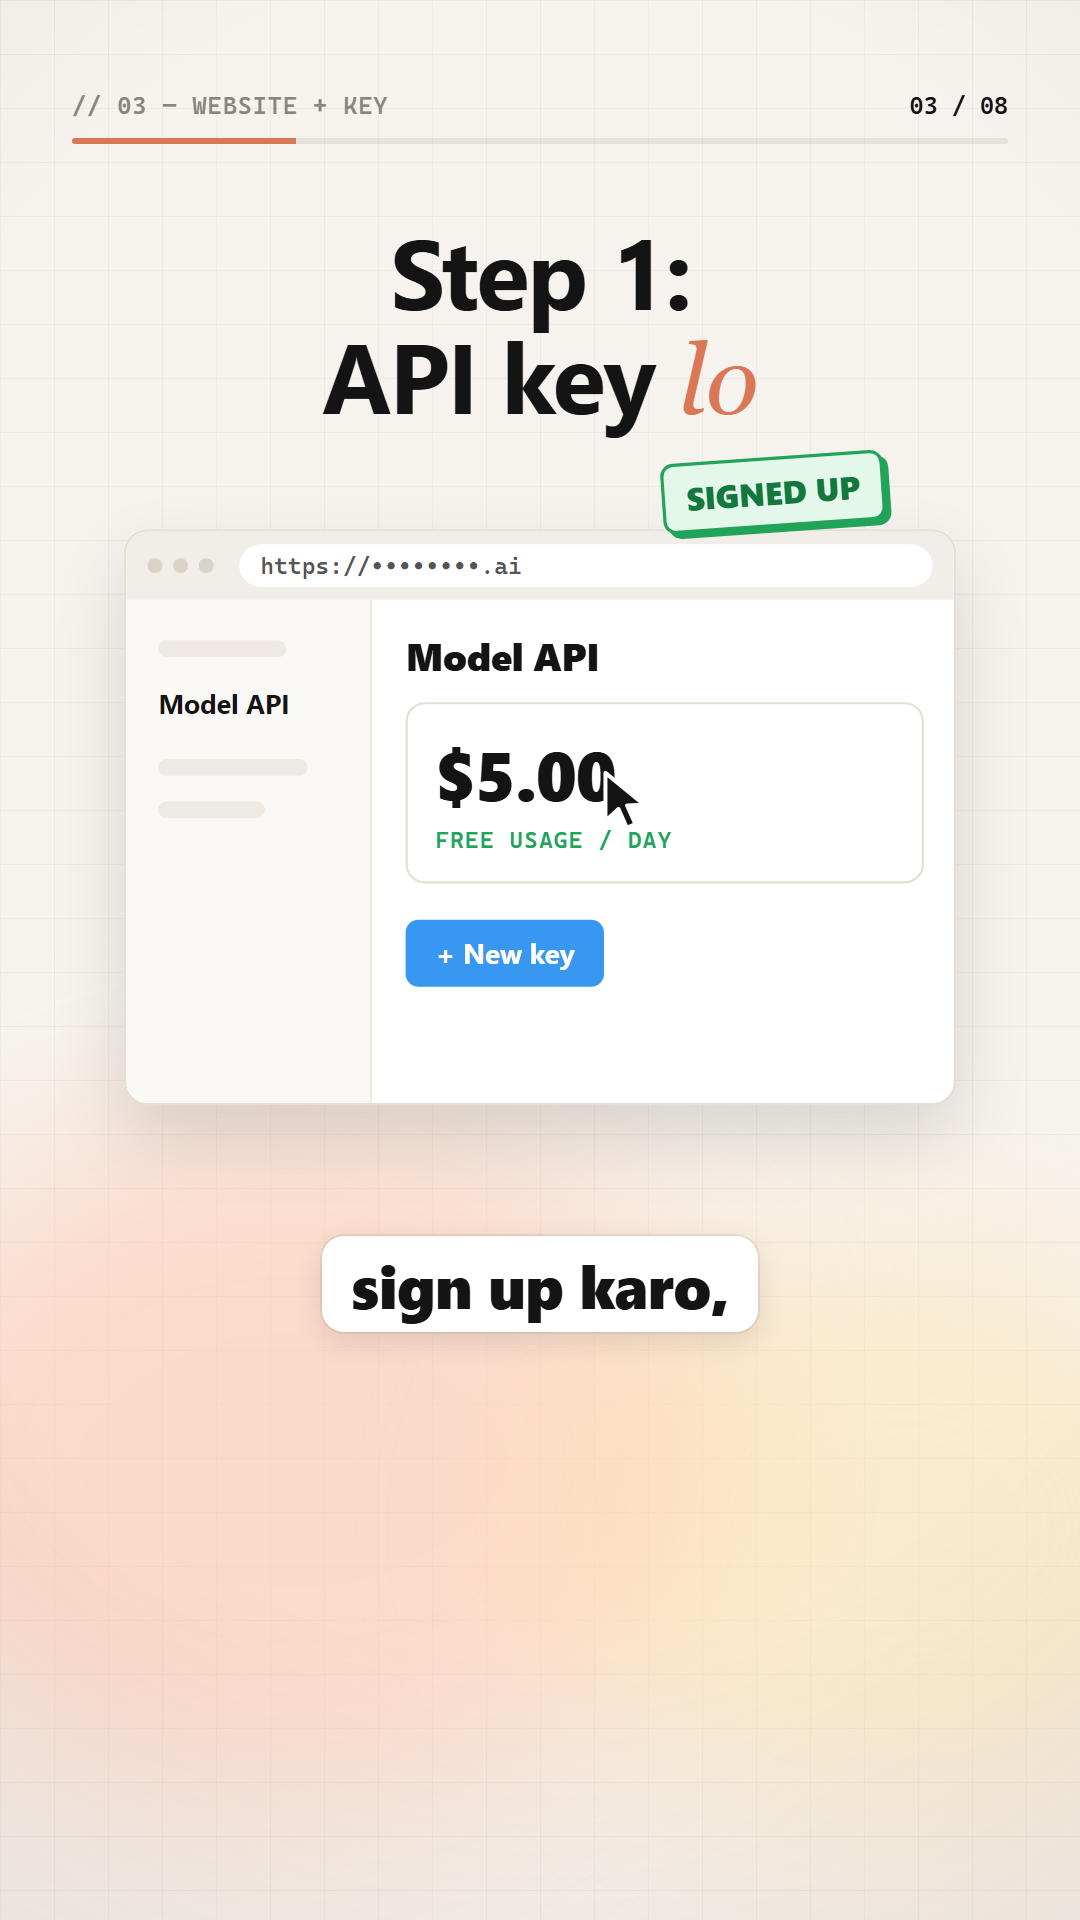 // 03 – WEBSITE + KEY
03 / 08
Step 1:
API key lo
SIGNED UP
https://••••••••.ai
Model API
Model API
$5.00
FREE USAGE / DAY
+ New key
sign up karo,